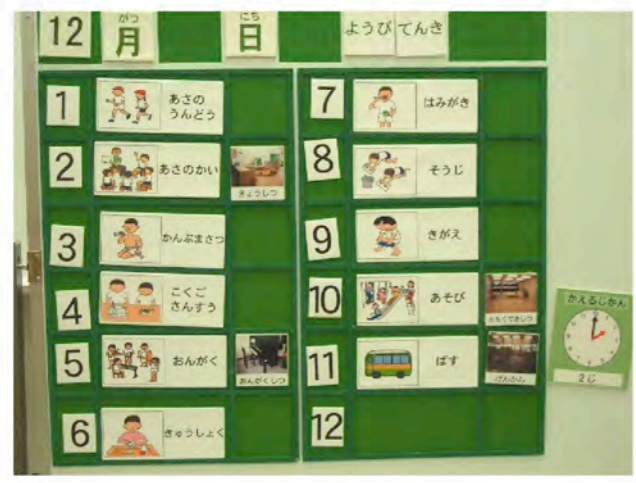 12
がつ
月
にち
日
ようび
てんき
1
あさの
うんどう
2
あさのかい
きょうしつ
3
かんぷまさつ
4
こくご
さんすう
5
おんがく
おんがくしつ
6
きゅうしょく
7
はみがき
8
そうじ
9
きがえ
10
あそび
11
ばす
げんかん
12
かえるじかん
2じ